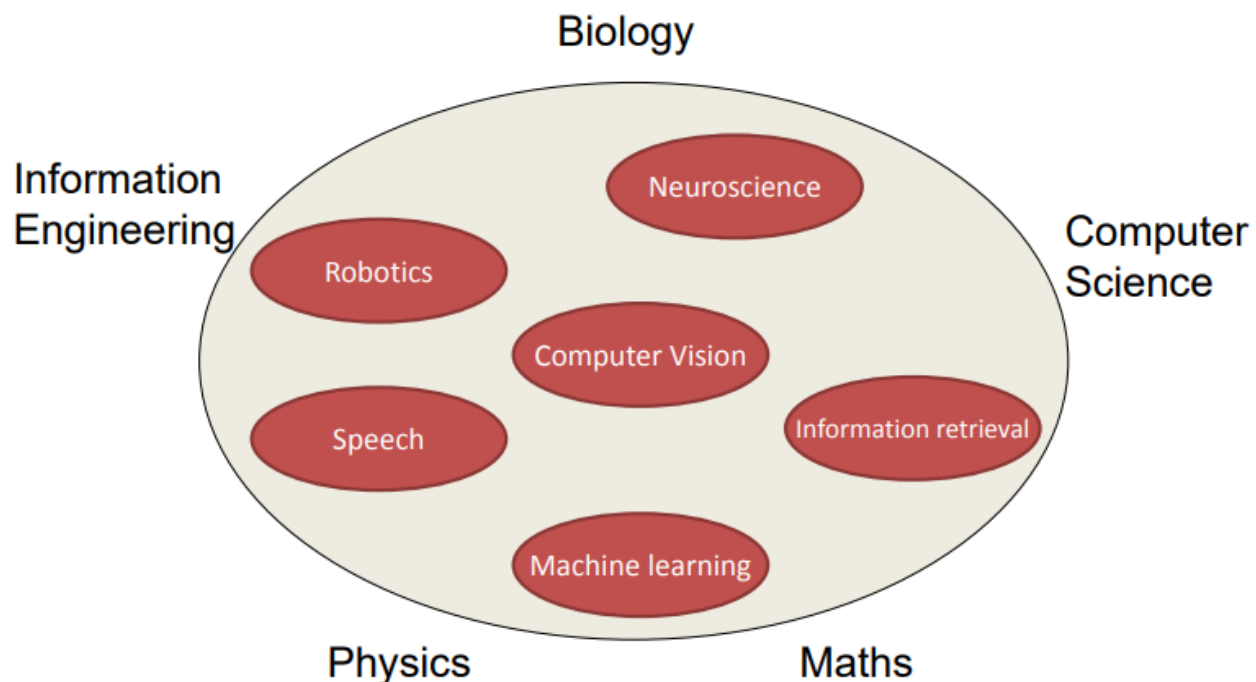 Biology
Information
Engineering
Neuroscience
Computer
Science
Robotics
Computer Vision
Speech
Information retrieval
Machine learning
Physics
Maths